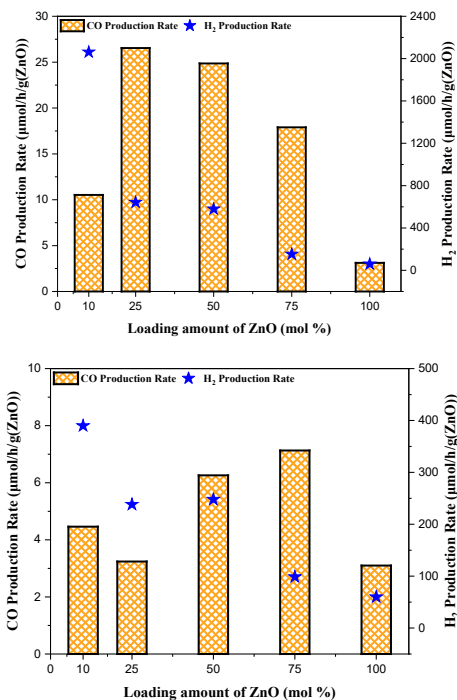 CO Production Rate H₂ Production Rate
CO Production Rate (μmol/h/g(ZnO))
30
25
20
15
10
5
0
2400
2000
1600
1200
800
400
0
H₂ Production Rate (μmol/h/g(ZnO))
0 10 25 50 75 100
Loading amount of ZnO (mol %)
CO Production Rate H₂ Production Rate
CO Production Rate (μmol/h/g(ZnO))
10
8
6
4
2
0
500
400
300
200
100
0
H, Production Rate (μmol/h/g(ZnO))
0 10 25 50 75 100
Loading amount of ZnO (mol %)